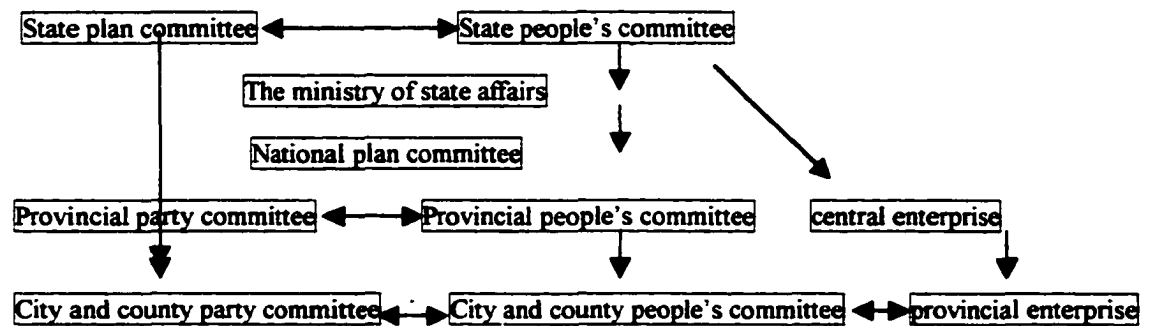 State plan committee State people's committee
The ministry of state affairs
National plan committee
Provincial party committee Provincial people's committee central enterprise
City and county party committee City and county people's committee provincial enterprise